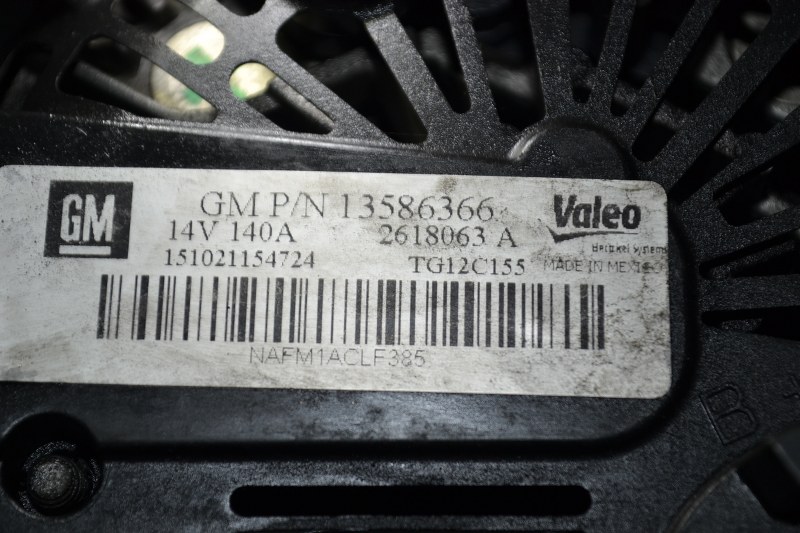 GM
GM P/N 13586366
Valeo
14V 140A
2618063 A
151021154724
TG12C155
MADE IN MEXICO
NAFM1ACLF385
B+